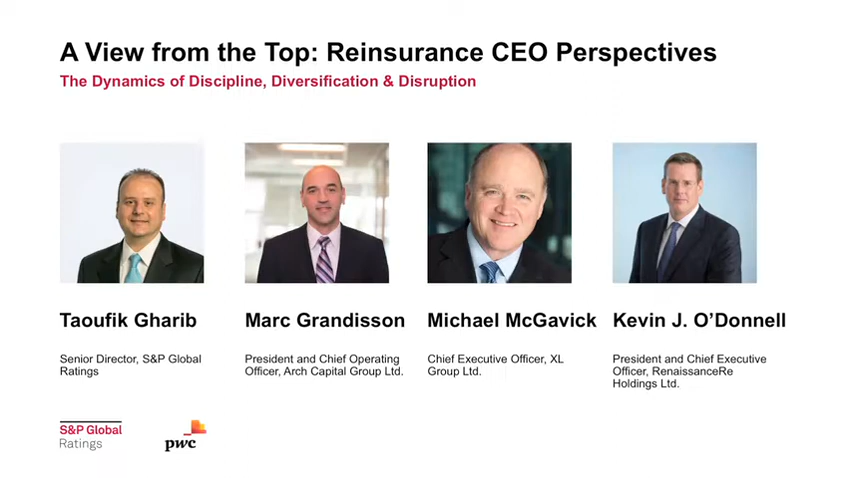 A View from the Top: Reinsurance CEO Perspectives
The Dynamics of Discipline, Diversification & Disruption
Taoufik Gharib
Senior Director, S&P Global
Ratings
Marc Grandisson
President and Chief Operating
Officer, Arch Capital Group Ltd.
Michael McGavick
Chief Executive Officer, XL
Group Ltd.
Kevin J. O’Donnell
President and Chief Executive
Officer, RenaissanceRe
Holdings Ltd.
S&P Global
Ratings
pwc